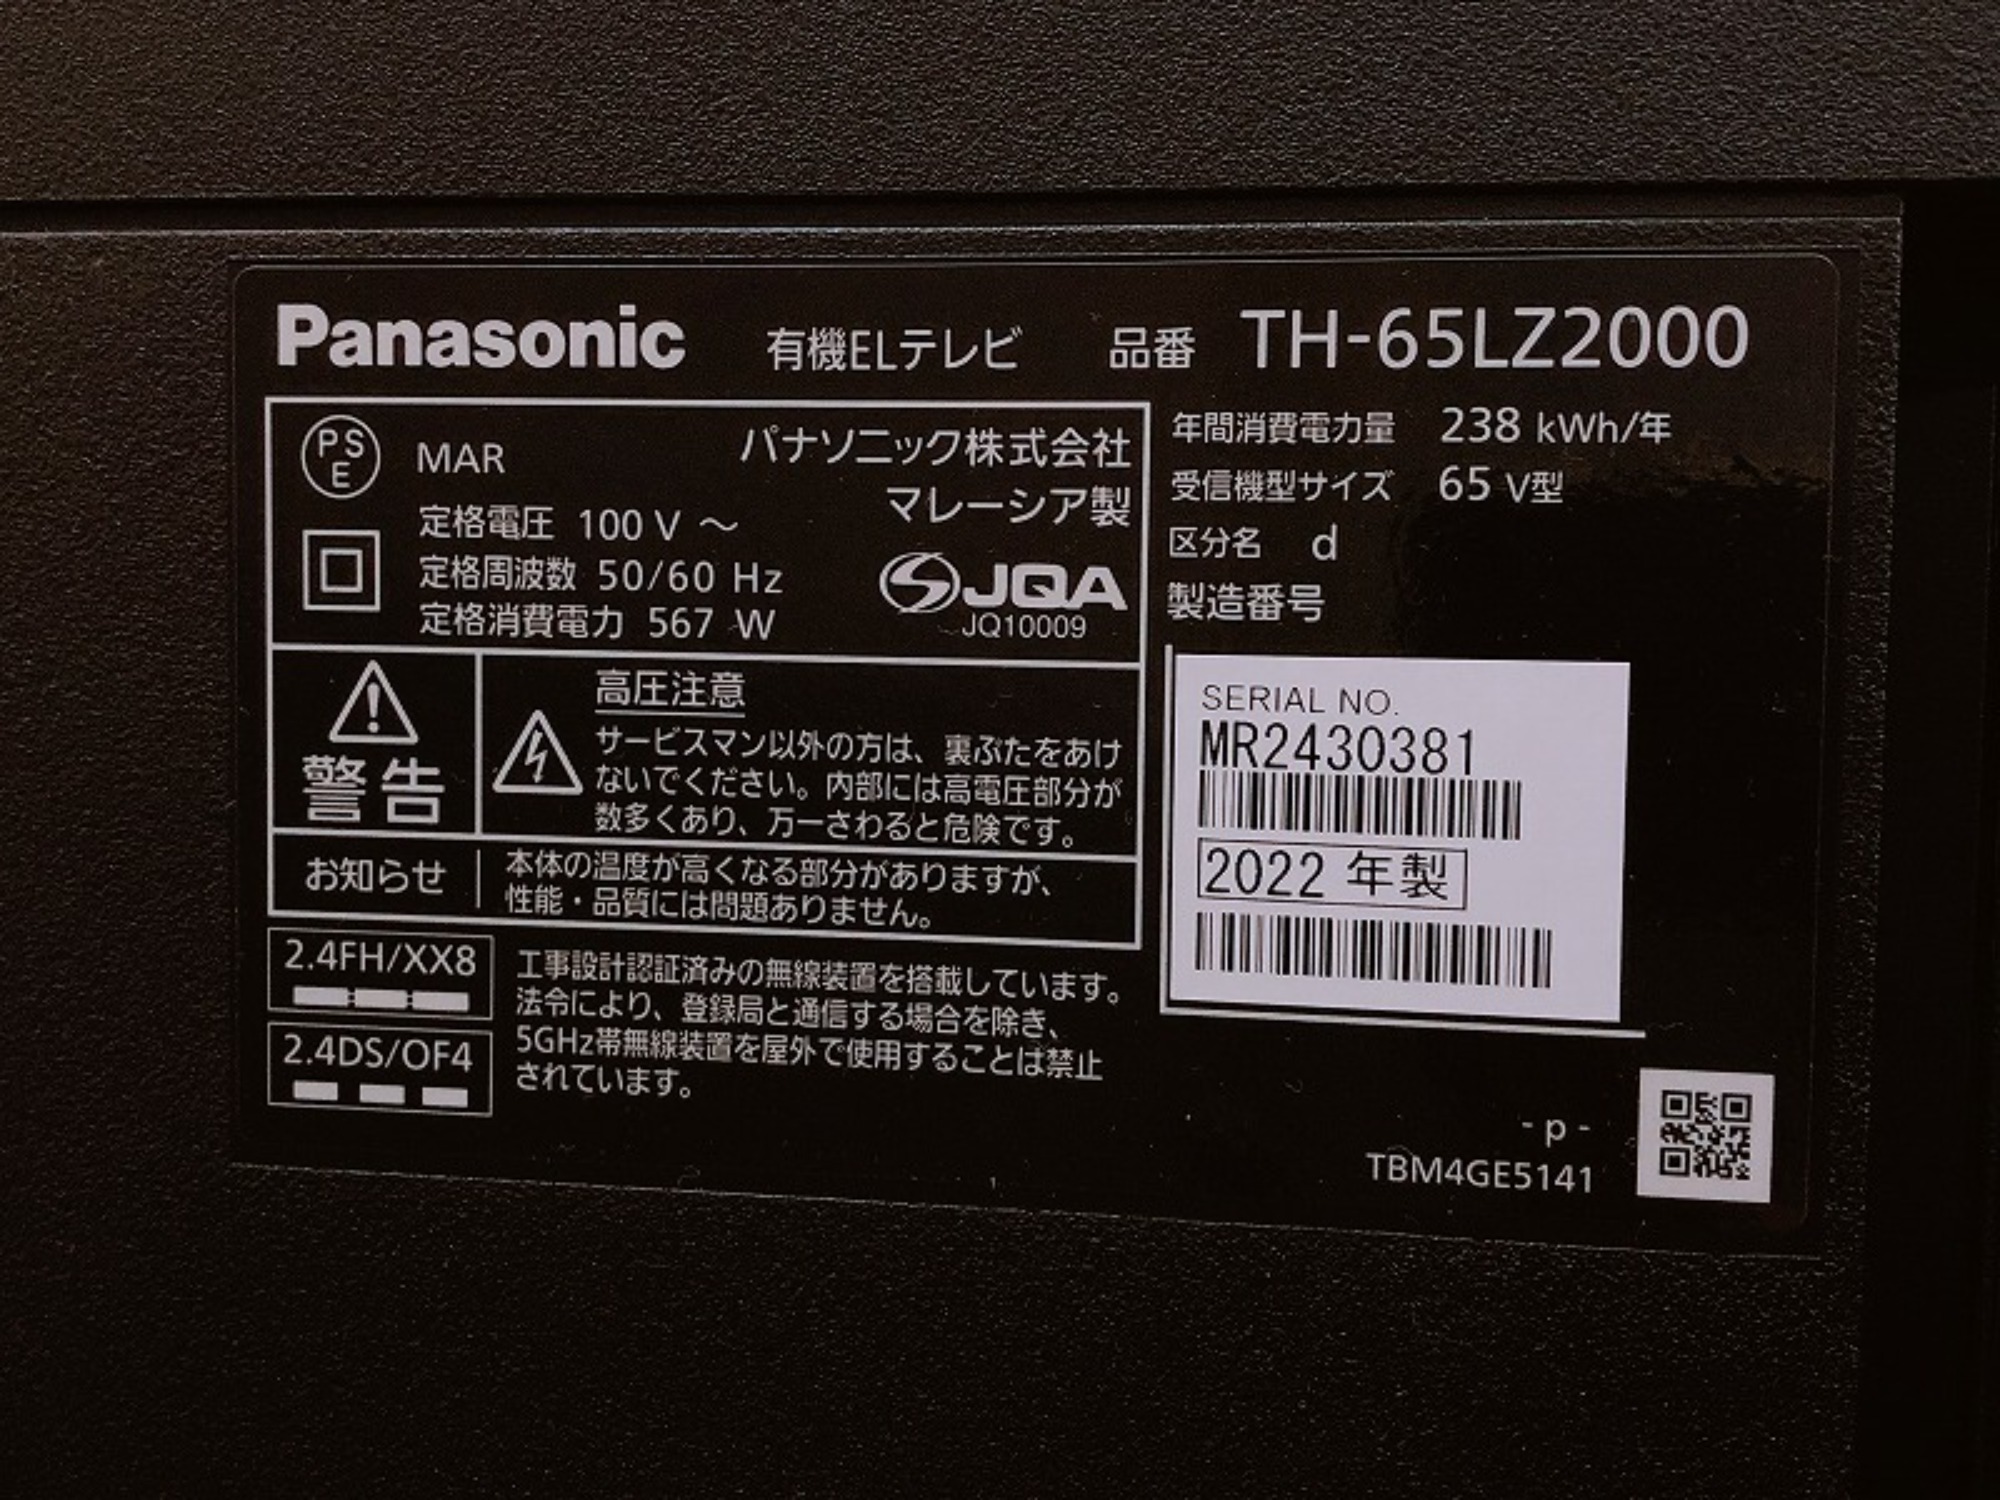 Panasonic 有機ELテレビ 品番 TH-65LZ2000
PS
E
MAR
パナソニック株式会社
マレーシア製
定格電圧 100 V ～
定格周波数 50/60 Hz
定格消費電力 567 W
JQA
JQ10009
年間消費電力量 238 kWh/年
受信機型サイズ 65 V型
区分名 d
製造番号
SERIAL NO.
MR2430381
2022 年製
警告
高圧注意
サービスマン以外の方は、裏ぶたをあけ
ないでください。内部には高電圧部分が
数多くあり、万一さわると危険です。
お知らせ
本体の温度が高くなる部分がありますが、
性能・品質には問題ありません。
2.4FH/XX8
2.4DS/OF4
工事設計認証済みの無線装置を搭載しています。
法令により、登録局と通信する場合を除き、
5GHz帯無線装置を屋外で使用することは禁止
されています。
- p -
TBM4GE5141